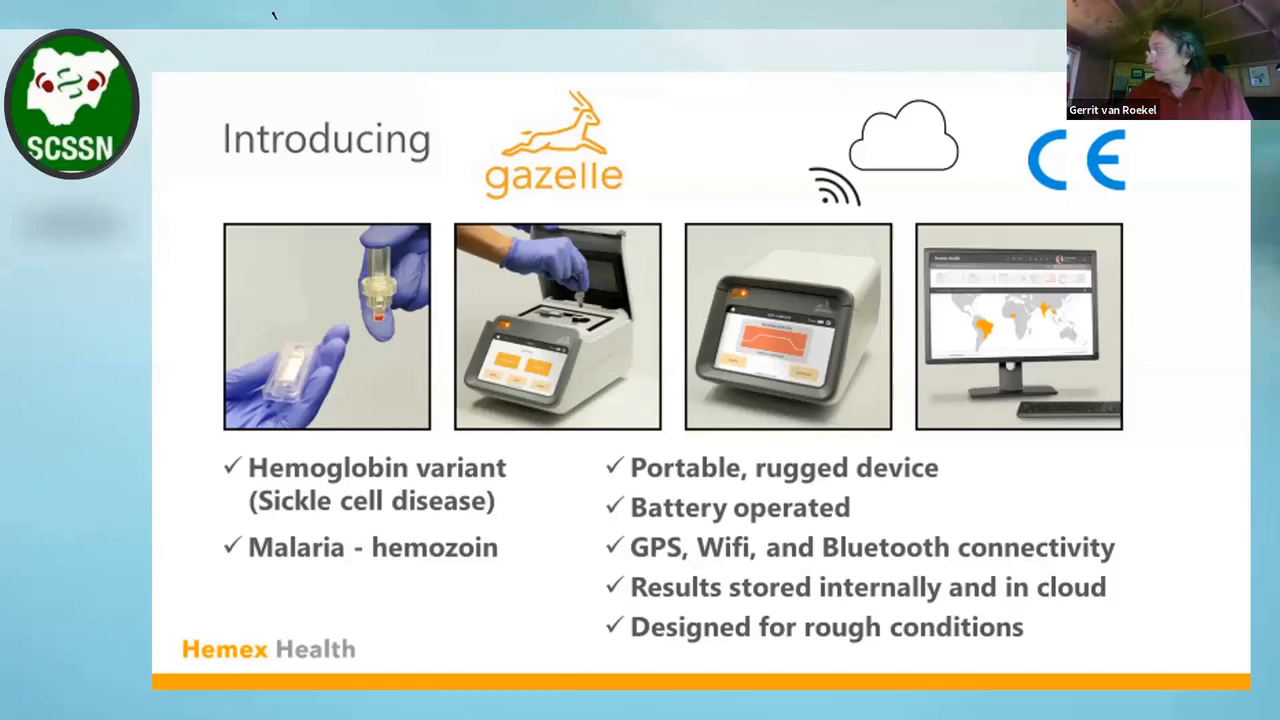 SCSSN
Gerrit van Roekel
Introducing
gazelle
CE
Hemoglobin variant
(Sickle cell disease)
Malaria - hemozoin
Portable, rugged device
Battery operated
GPS, Wifi, and Bluetooth connectivity
Results stored internally and in cloud
Designed for rough conditions
Hemex Health